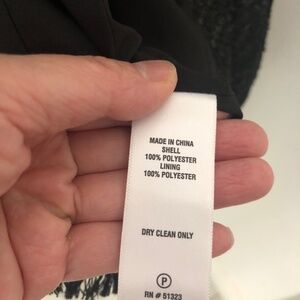 MADE IN CHINA
SHELL
100% POLYESTER
LINING
100% POLYESTER
DRY CLEAN ONLY
P
RN # 51323